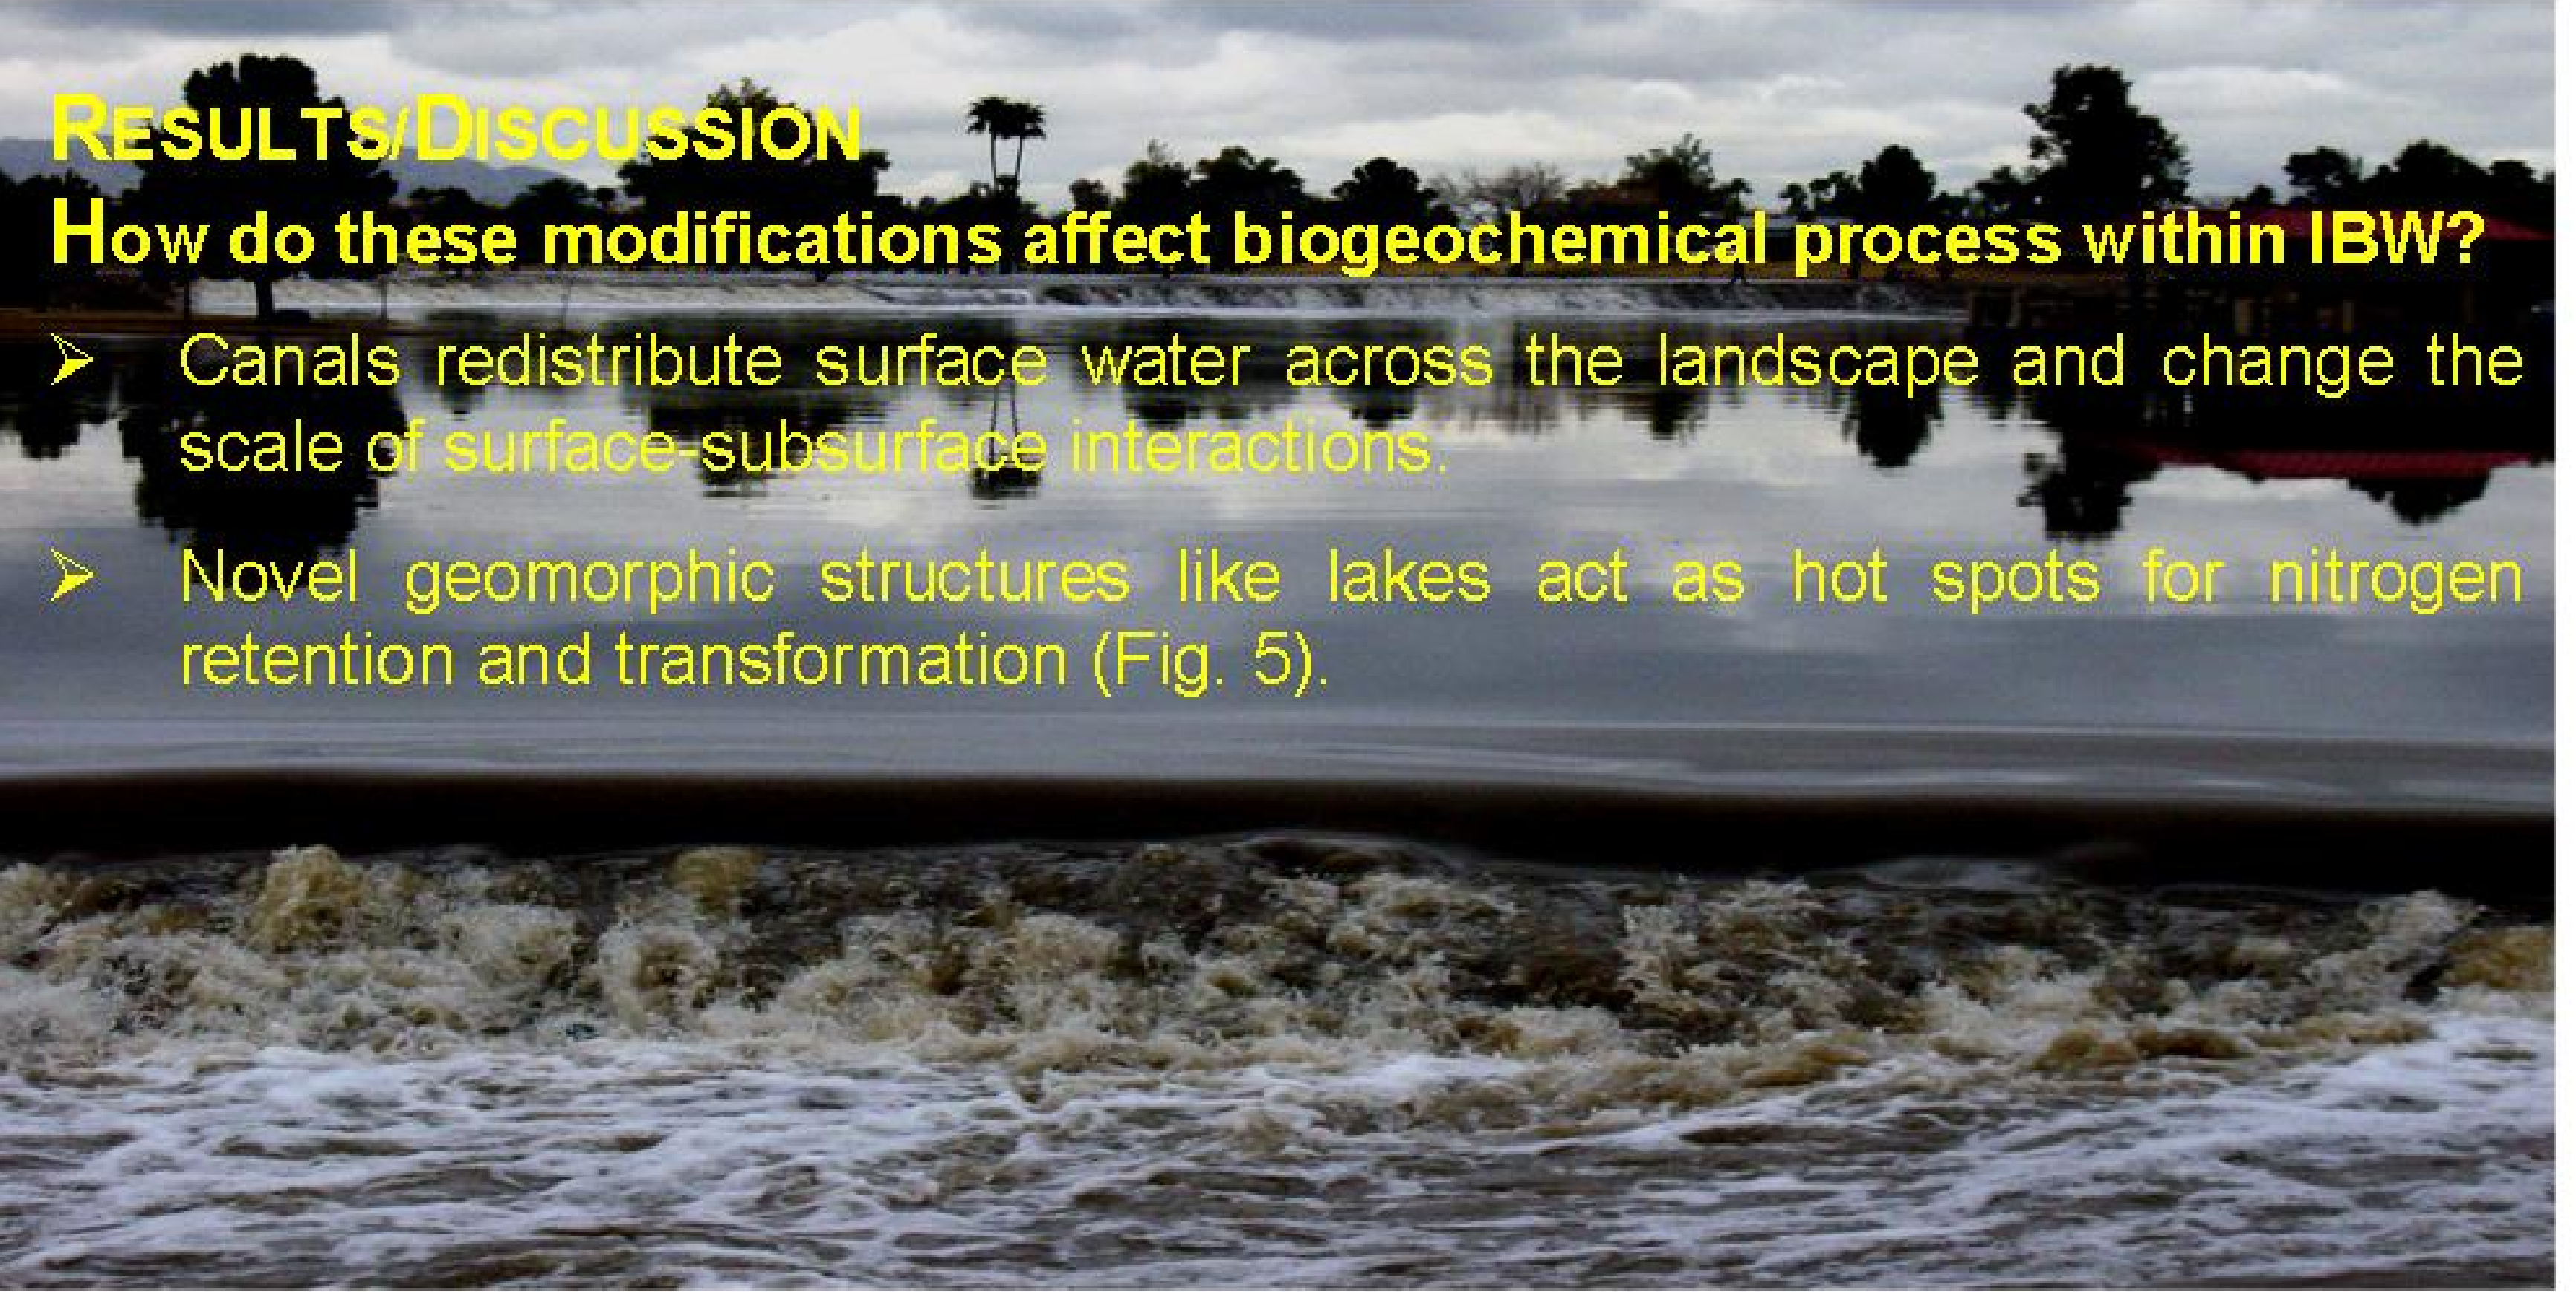 RESULTS/DISCUSSION
How do these modifications affect biogeochemical process within IBW?
➢ Canals redistribute surface water across the landscape and change the
scale of surface-subsurface interactions.
➢ Novel geomorphic structures like lakes act as hot spots for nitrogen
retention and transformation (Fig. 5).